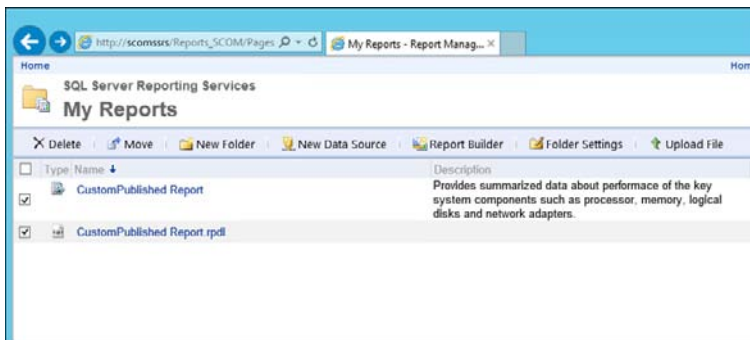 http://scomssrs/Reports_SCOM/Pages
My Reports - Report Manag...
Home
Hom
SQL Server Reporting Services
My Reports
Delete Move New Folder New Data Source Report Builder Folder Settings Upload File
Type Name Description
CustomPublished Report
Provides summarized data about performace of the key
system components such as processor, memory, logical
disks and network adapters.
CustomPublished Report.rpdl